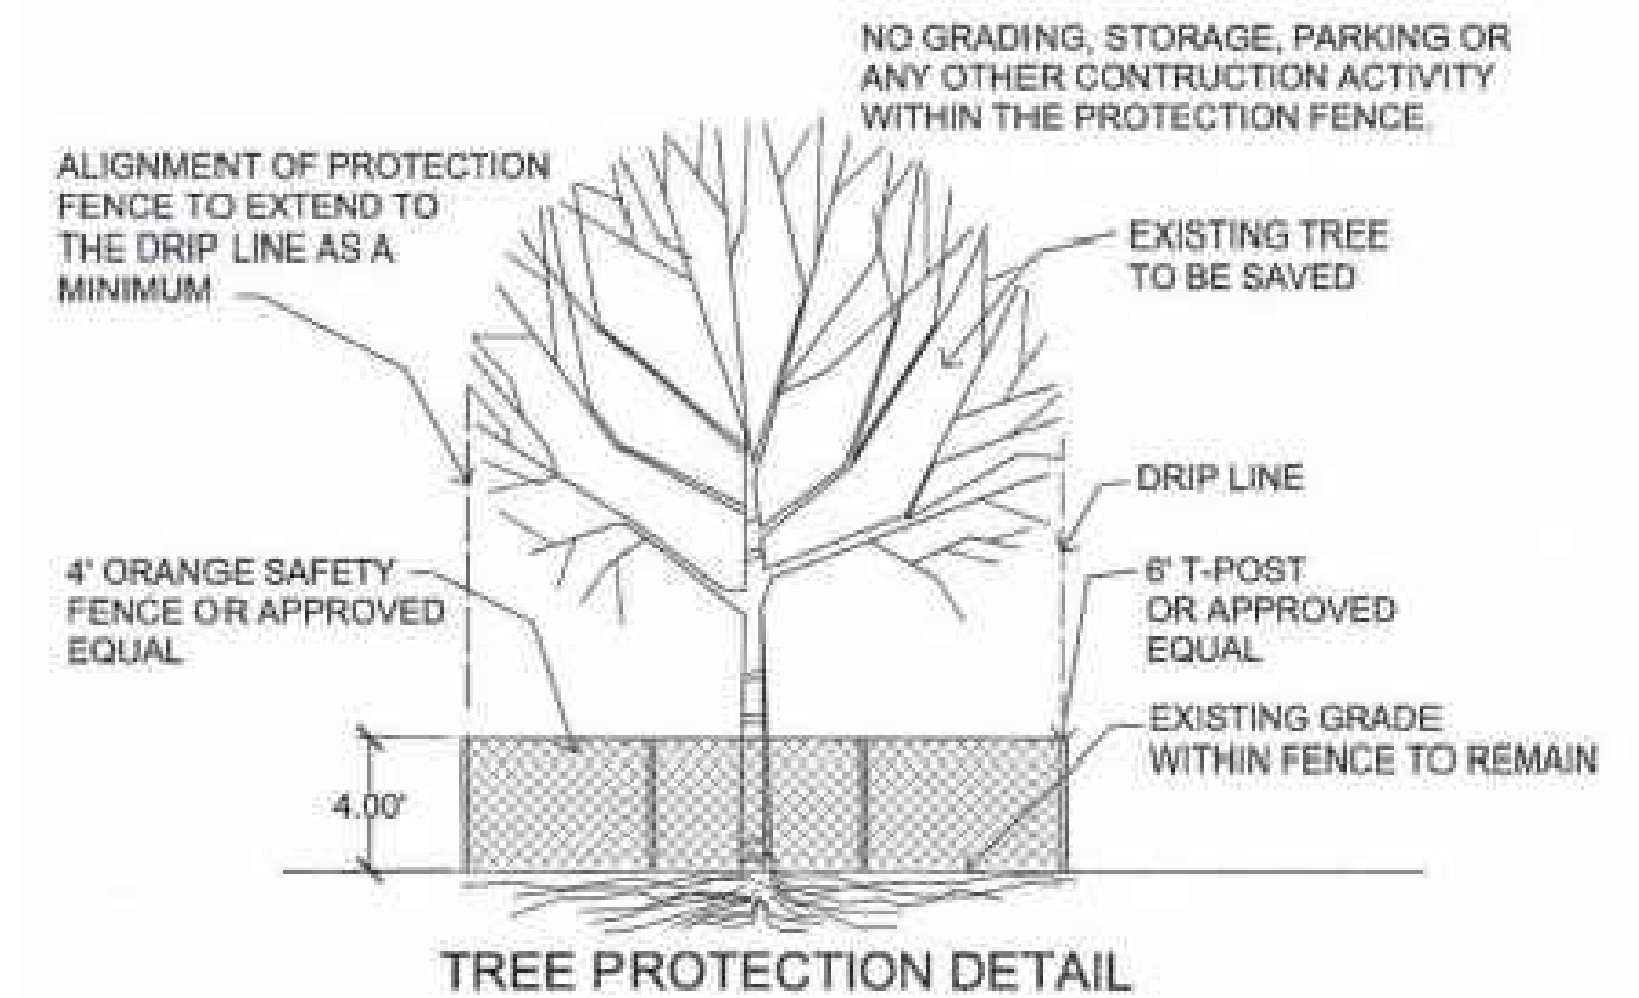 NO GRADING, STORAGE, PARKING OR
ANY OTHER CONTRUCTION ACTIVITY
WITHIN THE PROTECTION FENCE.
ALIGNMENT OF PROTECTION
FENCE TO EXTEND TO
THE DRIP LINE AS A
MINIMUM
EXISTING TREE
TO BE SAVED
DRIP LINE
4' ORANGE SAFETY
FENCE OR APPROVED
EQUAL
6' T-POST
OR APPROVED
EQUAL
EXISTING GRADE
WITHIN FENCE TO REMAIN
4.00'
TREE PROTECTION DETAIL